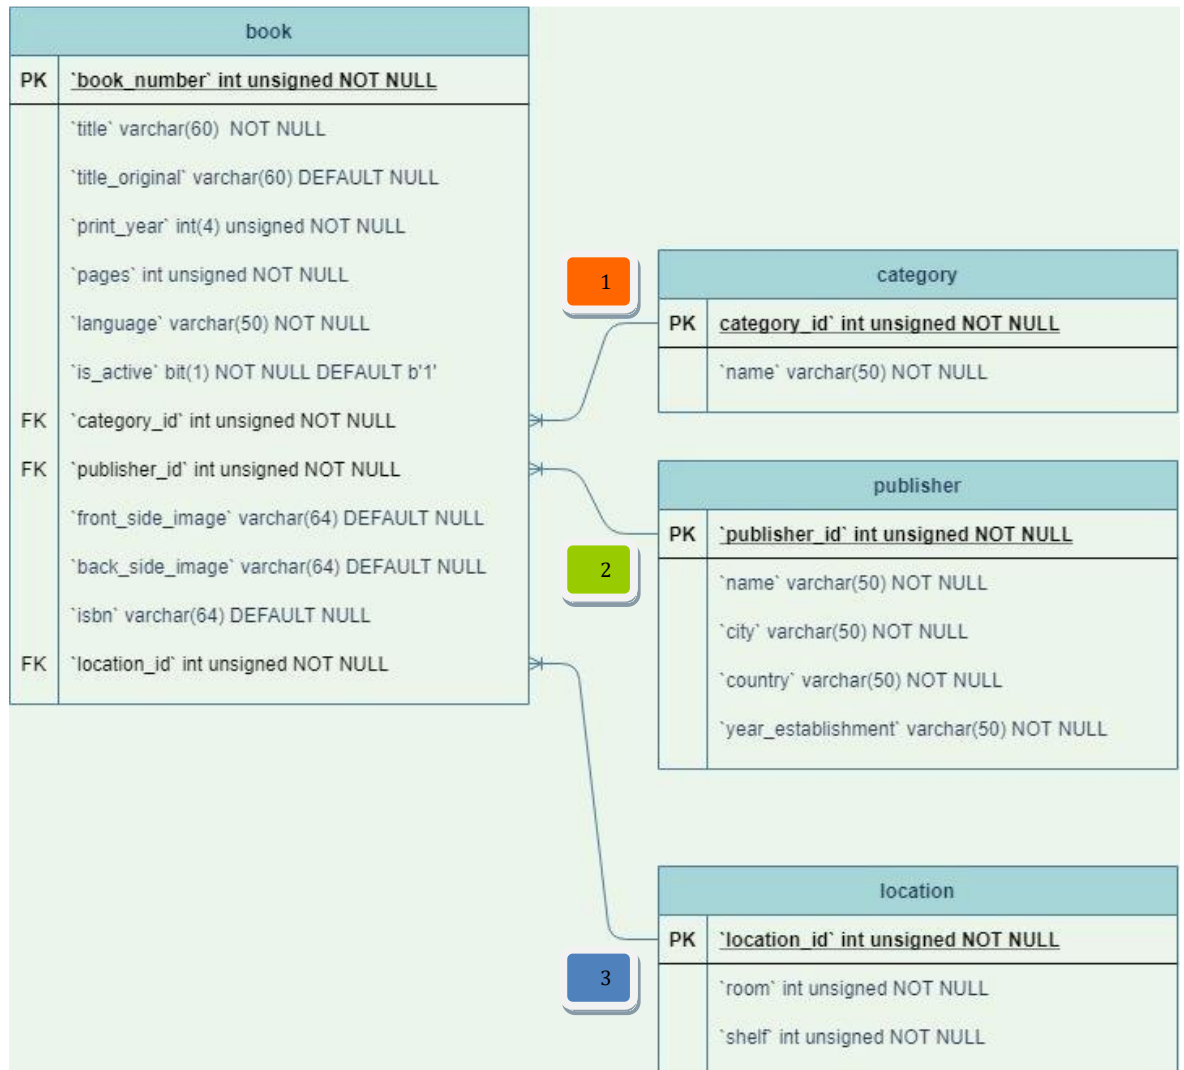 book
PK `book_number` int unsigned NOT NULL
`title` varchar(60) NOT NULL
`title_original` varchar(60) DEFAULT NULL
`print_year` int(4) unsigned NOT NULL
`pages` int unsigned NOT NULL
`language` varchar(50) NOT NULL
`is_active` bit(1) NOT NULL DEFAULT b'1'
FK `category_id` int unsigned NOT NULL
FK `publisher_id` int unsigned NOT NULL
`front_side_image` varchar(64) DEFAULT NULL
`back_side_image` varchar(64) DEFAULT NULL
`isbn` varchar(64) DEFAULT NULL
FK `location_id` int unsigned NOT NULL
1
category
PK category_id` int unsigned NOT NULL
`name` varchar(50) NOT NULL
2
publisher
PK `publisher_id` int unsigned NOT NULL
`name` varchar(50) NOT NULL
`city` varchar(50) NOT NULL
`country` varchar(50) NOT NULL
`year_establishment` varchar(50) NOT NULL
3
location
PK `location_id` int unsigned NOT NULL
`room` int unsigned NOT NULL
`shelf` int unsigned NOT NULL